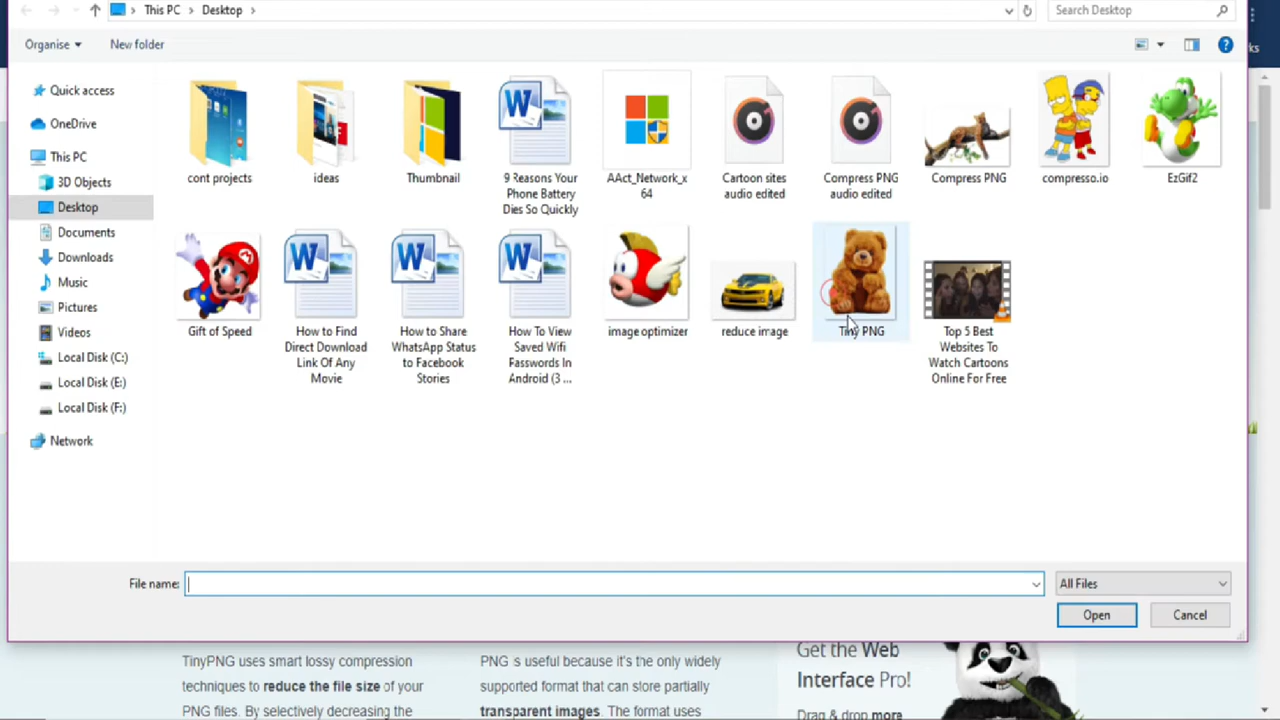 This PC > Desktop >
Search Desktop
Organise
New folder
Quick access
OneDrive
This PC
3D Objects
Desktop
Documents
Downloads
Music
Pictures
Videos
Local Disk (C:)
Local Disk (E:)
Local Disk (F:)
Network
cont projects
ideas
Thumbnail
9 Reasons Your
Phone Battery
Dies So Quickly
AAct_Network_x
64
Cartoon sites
audio edited
Compress PNG
audio edited
Compress PNG
compresso.io
EzGif2
Gift of Speed
How to Find
Direct Download
Link Of Any
Movie
How to Share
WhatsApp Status
to Facebook
Stories
How To View
Saved Wifi
Passwords In
Android (3 ...
image optimizer
reduce image
Tiny PNG
Top 5 Best
Websites To
Watch Cartoons
Online For Free
File name:
All Files
Open
Cancel
TinyPNG uses smart lossy compression
techniques to reduce the file size of your
PNG files. By selectively decreasing the
PNG is useful because it's the only widely
supported format that can store partially
transparent images. The format uses
Get the Web
Interface Pro!
Drag & drop more